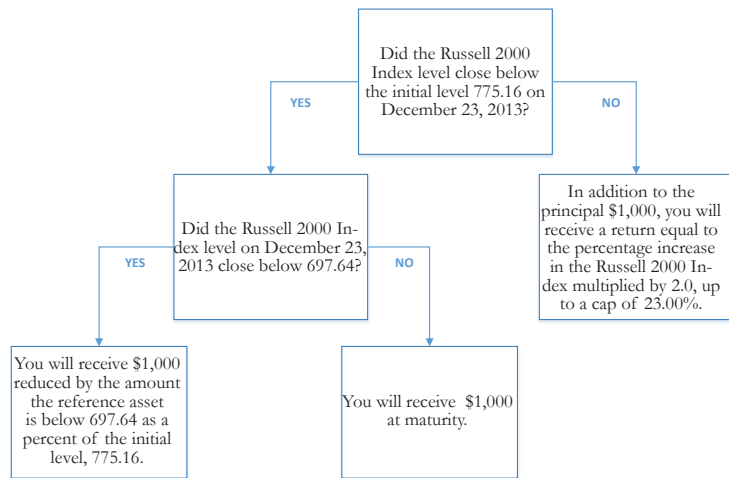 Did the Russell 2000
Index level close below
the initial level 775.16 on
December 23, 2013?
YES
NO
Did the Russell 2000 In-
dex level on December 23,
2013 close below 697.64?
In addition to the
principal $1,000, you will
receive a return equal to
the percentage increase
in the Russell 2000 In-
dex multiplied by 2.0, up
to a cap of 23.00%.
YES
NO
You will receive $1,000
reduced by the amount
the reference asset
is below 697.64 as a
percent of the initial
level, 775.16.
You will receive $1,000
at maturity.